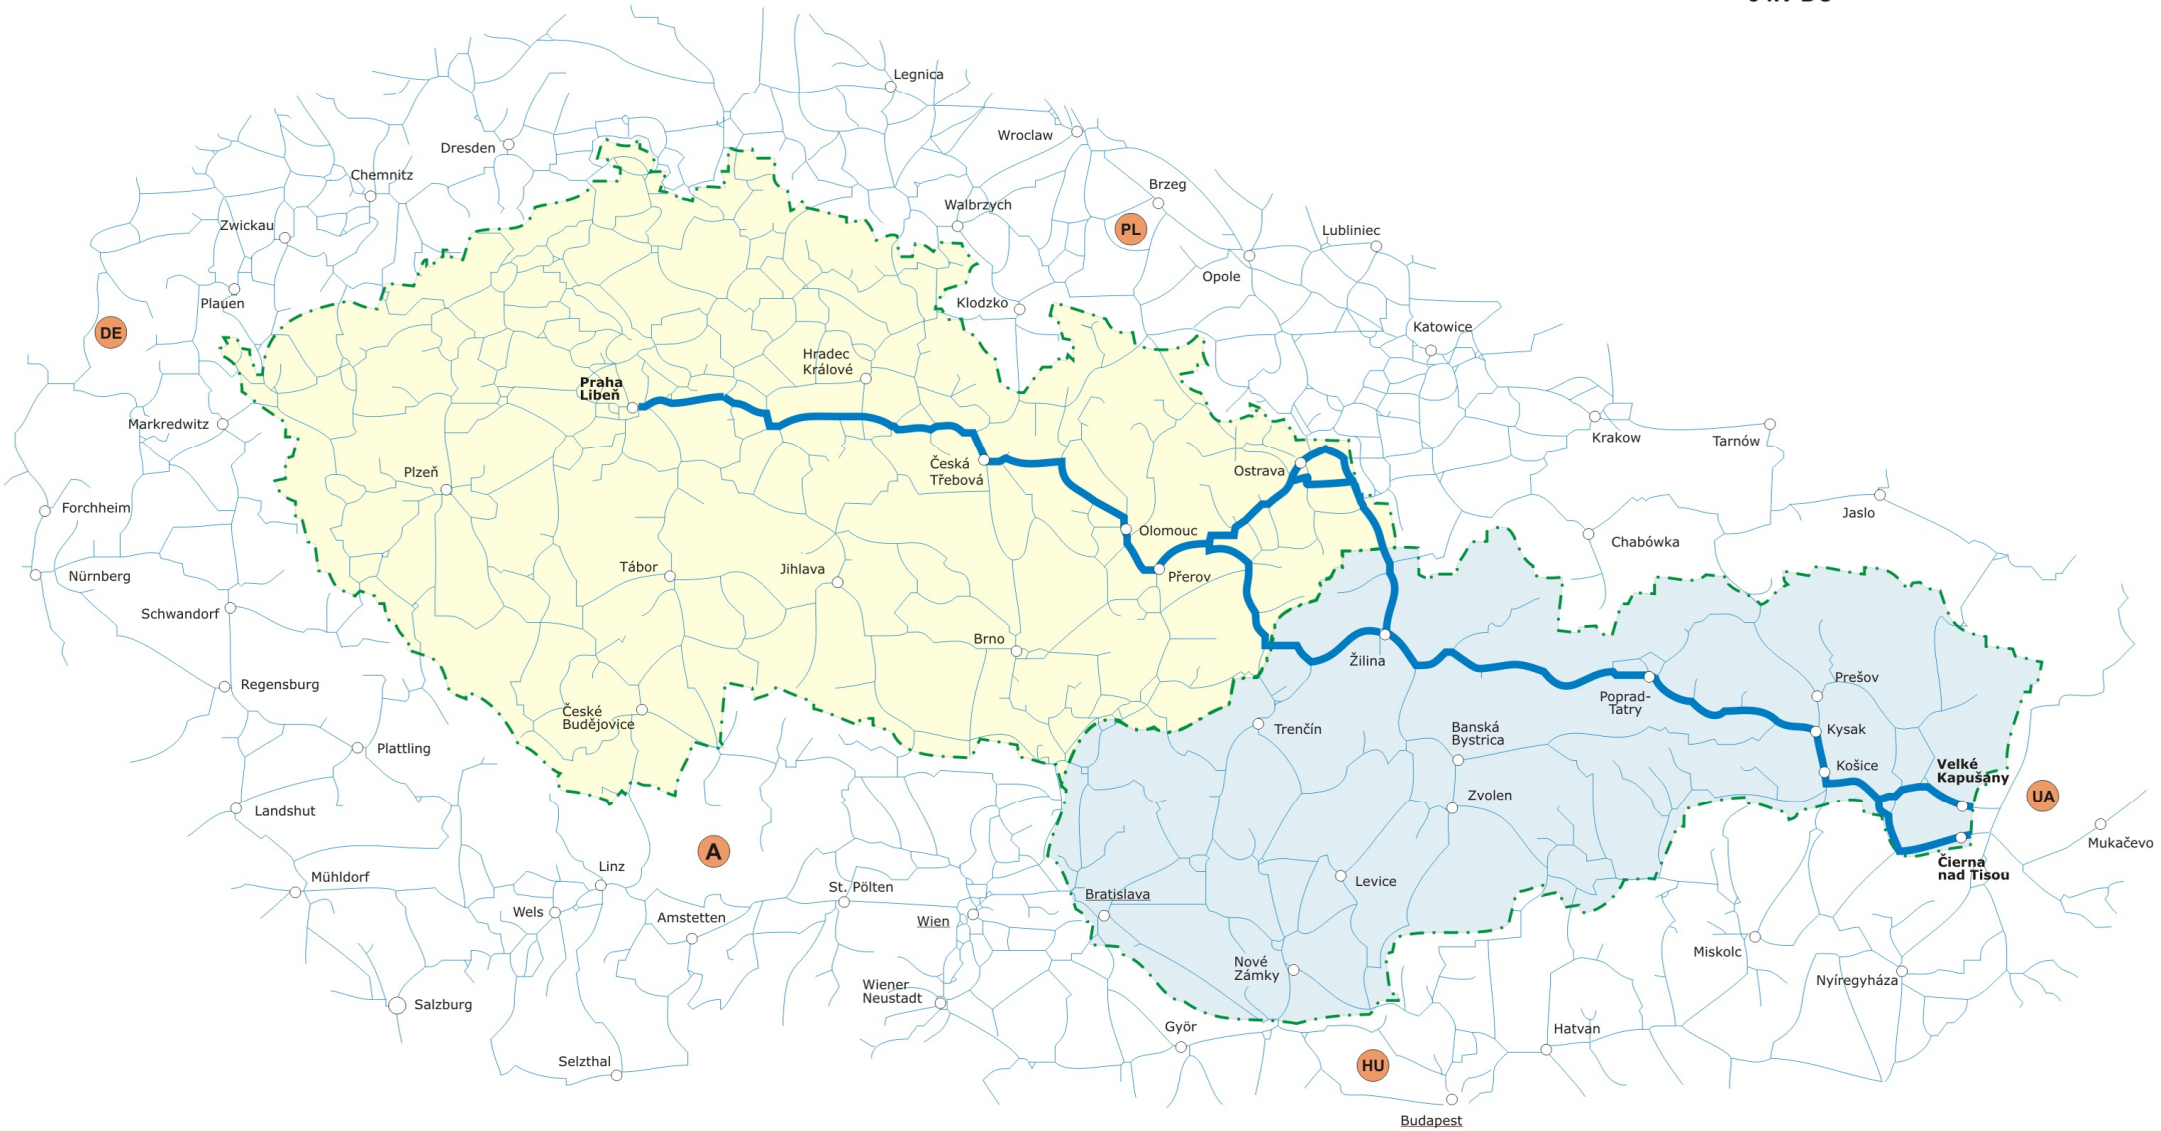 Legnica
Wroclaw
Dresden
Chemnitz
Brzeg
Walbrzych
Zwickau
PL
Lubliniec
Opole
Plauen
Klodzko
DE
Katowice
Hradec
Králové
Praha
Libeň
Markredwitz
Krakow
Tarnów
Česká
Třebová
Ostrava
Plzeň
Forchheim
Jaslo
Olomouc
Chabówka
Nürnberg
Tábor
Jihlava
Přerov
Schwandorf
Brno
Žilina
Regensburg
Prešov
Poprad-
Tatry
České
Budějovice
Trenčín
Banská
Bystrica
Kysak
Plattling
Košice
Velké
Kapušany
Zvolen
UA
Landshut
Mukačevo
A
Čierna
nad Tisou
Linz
Mühldorf
St. Pölten
Levice
Bratislava
Wels
Amstetten
Wien
Miskolc
Nové
Zámky
Nyíregyháza
Wiener
Neustadt
Salzburg
Györ
Hatvan
Selzthal
HU
Budapest